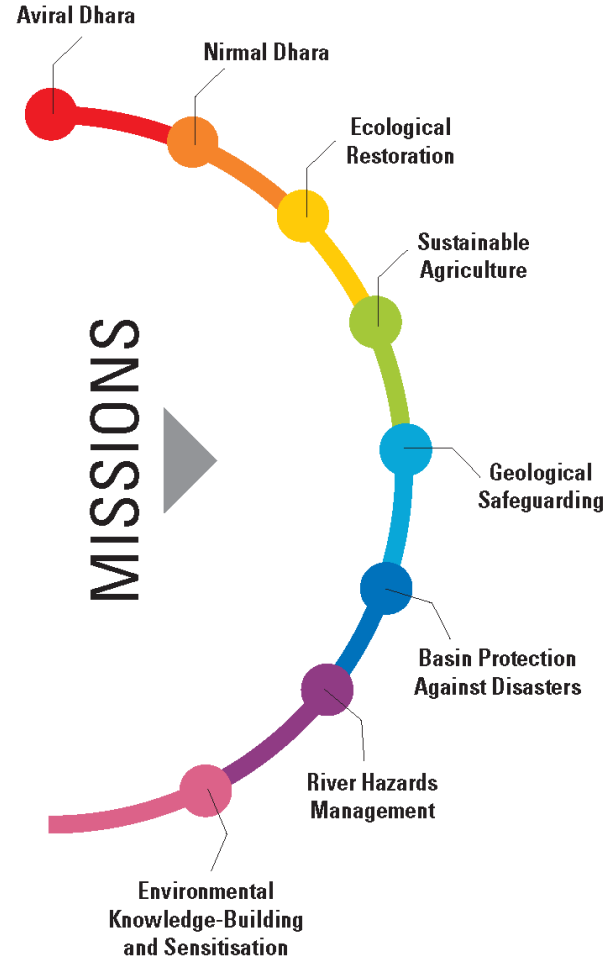 Aviral Dhara
Nirmal Dhara
Ecological
Restoration
Sustainable
Agriculture
MISSIONS
Geological
Safeguarding
Basin Protection
Against Disasters
River Hazards
Management
Environmental
Knowledge-Building
and Sensitisation